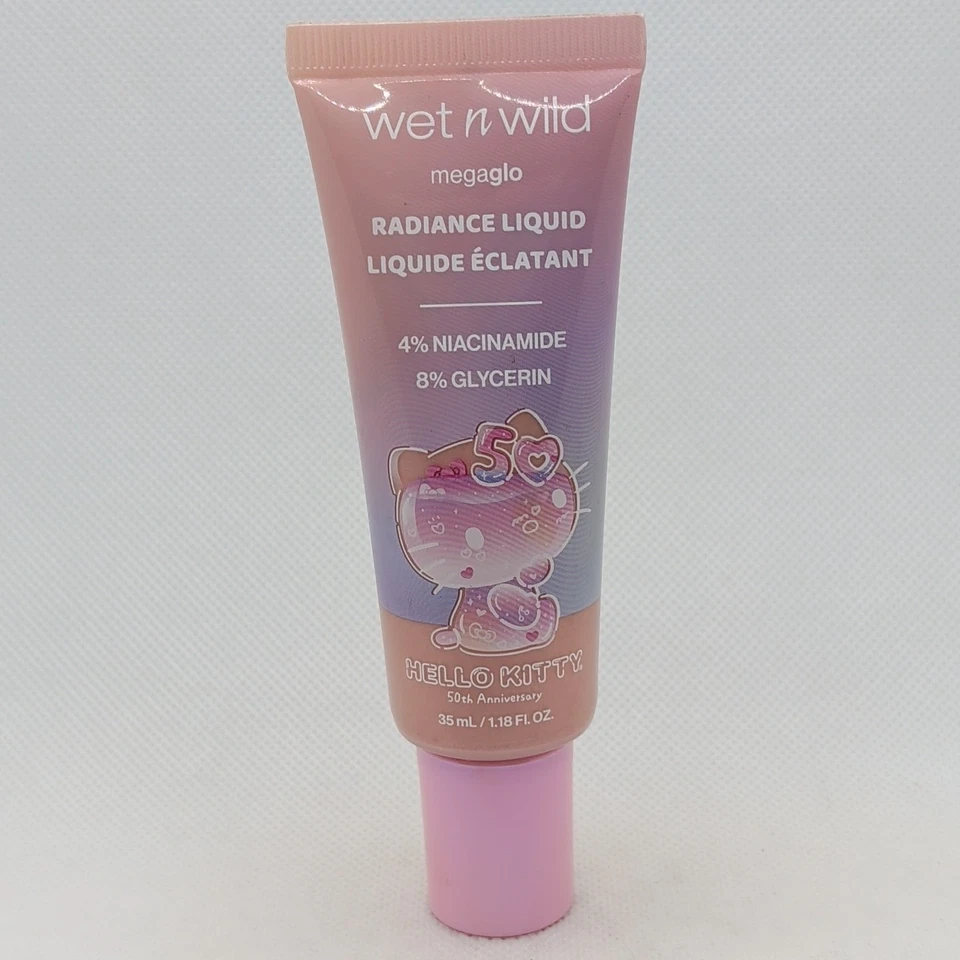 wet n wild
megaglo
RADIANCE LIQUID
LIQUIDE ÉCLATANT
4% NIACINAMIDE
8% GLYCERIN
50
HELLO KITTY
50th Anniversary
35 mL / 1.18 FL. OZ.